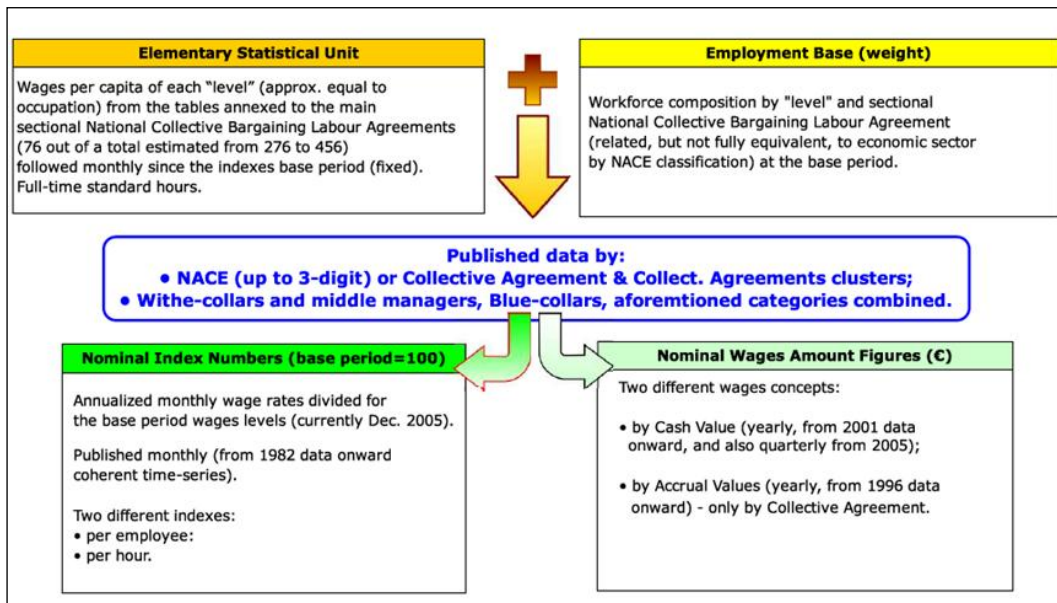 Elementary Statistical Unit
Wages per capita of each “level” (approx. equal to
occupation) from the tables annexed to the main
sectional National Collective Bargaining Labour Agreements
(76 out of a total estimated from 276 to 456)
followed monthly since the indexes base period (fixed).
Full-time standard hours.
Employment Base (weight)
Workforce composition by "level" and sectional
National Collective Bargaining Labour Agreement
(related, but not fully equivalent, to economic sector
by NACE classification) at the base period.
Published data by:
● NACE (up to 3-digit) or Collective Agreement & Collect. Agreements clusters;
● Withe-collars and middle managers, Blue-collars, aforemtioned categories combined.
Nominal Index Numbers (base period=100)
Annualized monthly wage rates divided for
the base period wages levels (currently Dec. 2005).
Published monthly (from 1982 data onward
coherent time-series).
Two different indexes:
• per employee:
• per hour.
Nominal Wages Amount Figures (€)
Two different wages concepts:
• by Cash Value (yearly, from 2001 data
onward, and also quarterly from 2005);
• by Accrual Values (yearly, from 1996 data
onward) - only by Collective Agreement.